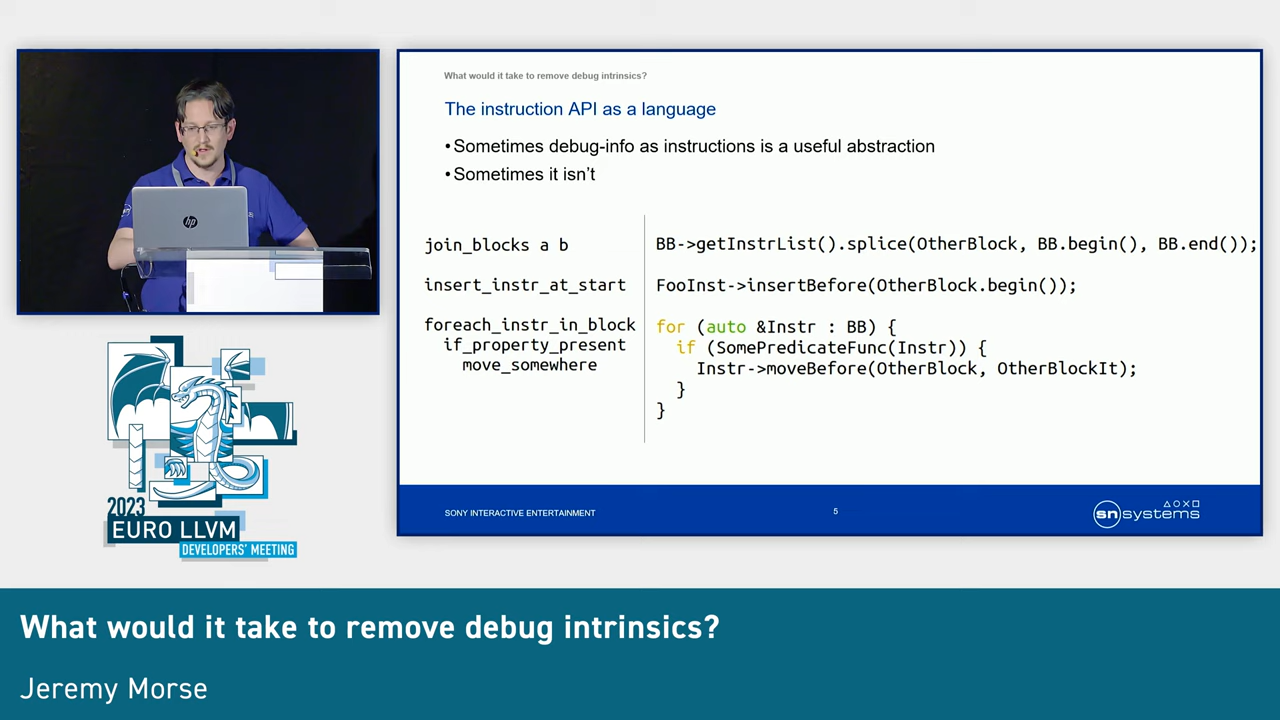 What would it take to remove debug intrinsics?
The instruction API as a language
•Sometimes debug-info as instructions is a useful abstraction
•Sometimes it isn't
join_blocks a b
BB->getInstrList().splice(OtherBlock, BB.begin(), BB.end());
insert_instr_at_start
FooInst->insertBefore(OtherBlock.begin());
foreach_instr_in_block
if_property_present
move_somewhere
for (auto &Instr : BB) {
if (SomePredicateFunc(Instr)) {
Instr->moveBefore(OtherBlock, OtherBlockIt);
}
}
SONY INTERACTIVE ENTERTAINMENT
5
sn systems
hp
2023
EURO LLVM
DEVELOPERS' MEETING
What would it take to remove debug intrinsics?
Jeremy Morse